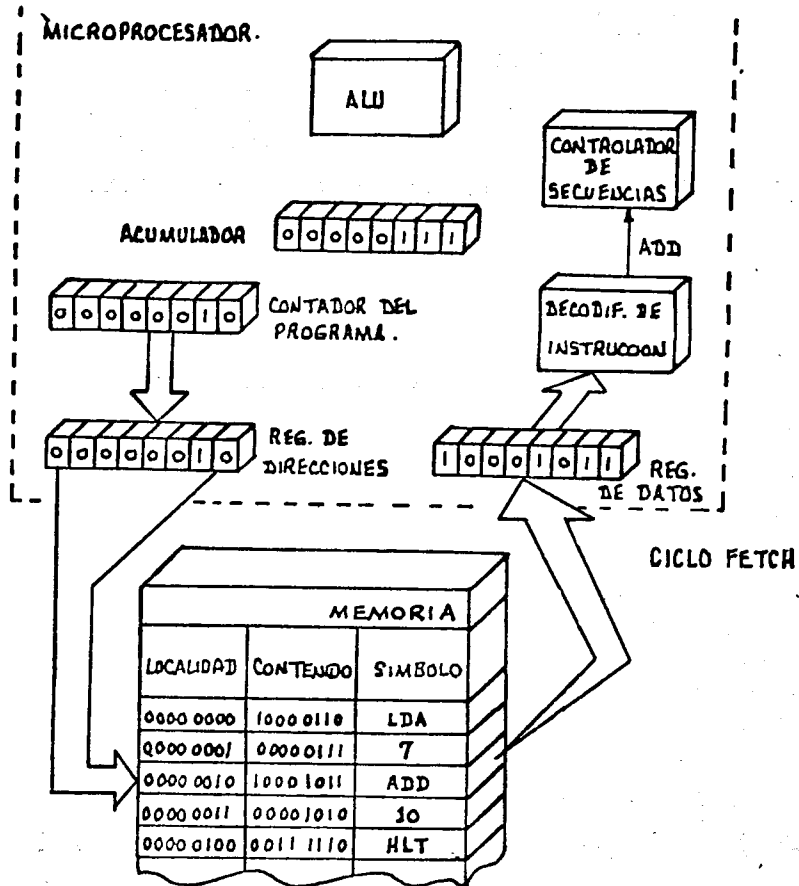 MICROPROCESADOR.
ALU
CONTROLADOR
DE
SECUENCIAS
ACUMULADOR
0 0 0 0 0 1 1 1
ADD
0 0 0 0 0 0 1 0
CONTADOR DEL
PROGRAMA.
DECODIF. DE
INSTRUCCION
0 0 0 0 0 0 1 0
REG. DE
DIRECCIONES
1 0 0 0 1 0 1 1
REG.
DE DATOS
CICLO FETCH
MEMORIA
LOCALIDAD CONTENIDO SIMBOLO
0000 0000 1000 0110 LDA
0000 0001 0000 0111 7
0000 0010 1000 1011 ADD
0000 0011 0000 1010 10
0000 0100 0011 1110 HLT